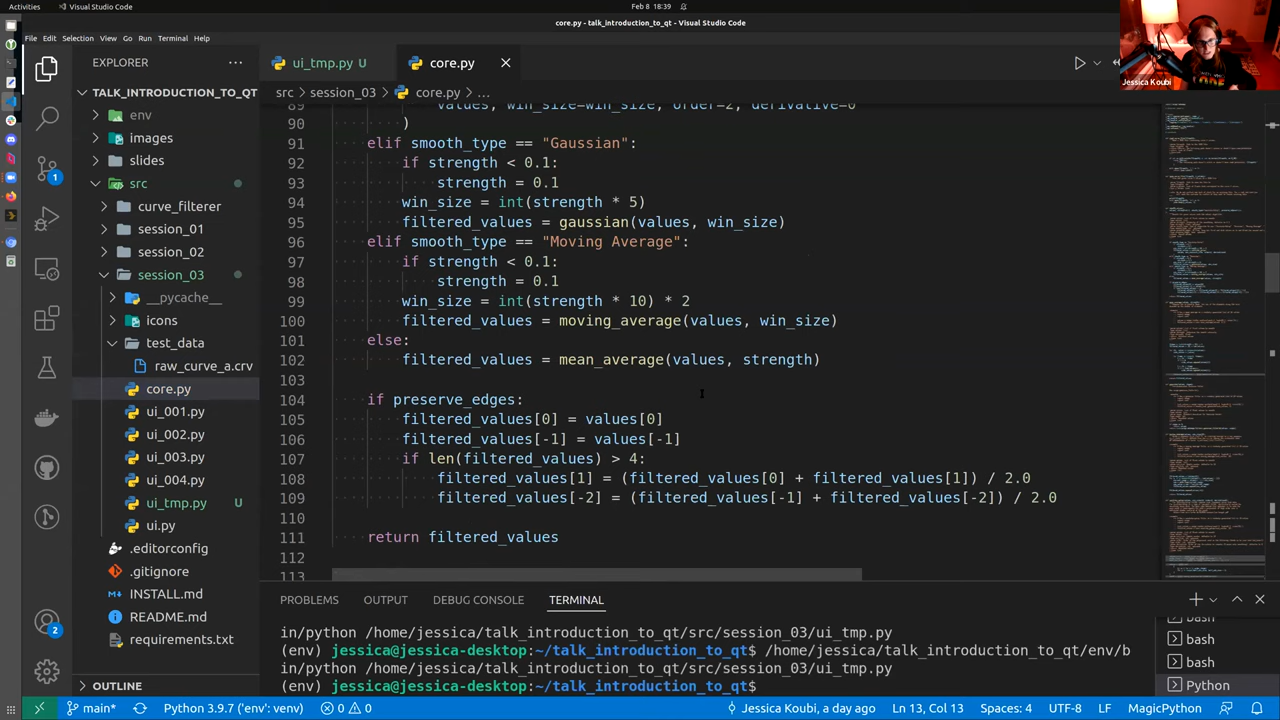 Activities
Visual Studio Code
Feb 8 18:39
core.py - talk_introduction_to_qt - Visual Studio Code
File Edit Selection View Go Run Terminal Help
Jessica Koubi
EXPLORER
ui_tmp.py U
core.py
TALK_INTRODUCTION_TO_QT
src > session_03 >
env
images
slides
src
curve_filterer
session_01
session_02
session_03
__pycache__
icons
test_data
raw_curve_a.crv
core.py
ui_001.py
ui_002.py
ui_003.py
ui_004.py
ui_tmp.py U
ui.py
.editorconfig
.gitignore
INSTALL.md
README.md
requirements.txt
OUTLINE
values, win_size=win_size, order=2, derivative=0
90 )
91 elif smooth_type == "Gaussian":
92 if strength < 0.1:
93 strength = 0.1
94 win_size = int(strength * 5)
95 filtered_values = gaussian(values, win_size)
96 elif smooth_type == "Moving Average":
97 if strength < 0.1:
98 strength = 0.1
99 win_size = int(strength * 10) * 2
100 filtered_values = moving_average(values, win_size)
101 else:
102 filtered_values = mean_average(values, strength)
103
104 if preserve_ends:
105 filtered_values[0] = values[0]
106 filtered_values[-1] = values[-1]
107 if len(filtered_values) > 4:
108 filtered_values[1] = (filtered_values[0] + filtered_values[1]) / 2.0
109 filtered_values[-2] = (filtered_values[-1] + filtered_values[-2]) / 2.0
110
111 return filtered_values
112
PROBLEMS OUTPUT DEBUG CONSOLE TERMINAL
in/python /home/jessica/talk_introduction_to_qt/src/session_03/ui_tmp.py
(env) jessica@jessica-desktop:~/talk_introduction_to_qt$ /home/jessica/talk_introduction_to_qt/env/b
in/python /home/jessica/talk_introduction_to_qt/src/session_03/ui_tmp.py
(env) jessica@jessica-desktop:~/talk_introduction_to_qt$
bash
bash
bash
Python
main* Python 3.9.7 ('env': venv) 0 0 Jessica Koubi, a day ago Ln 13, Col 13 Spaces: 4 UTF-8 LF MagicPython